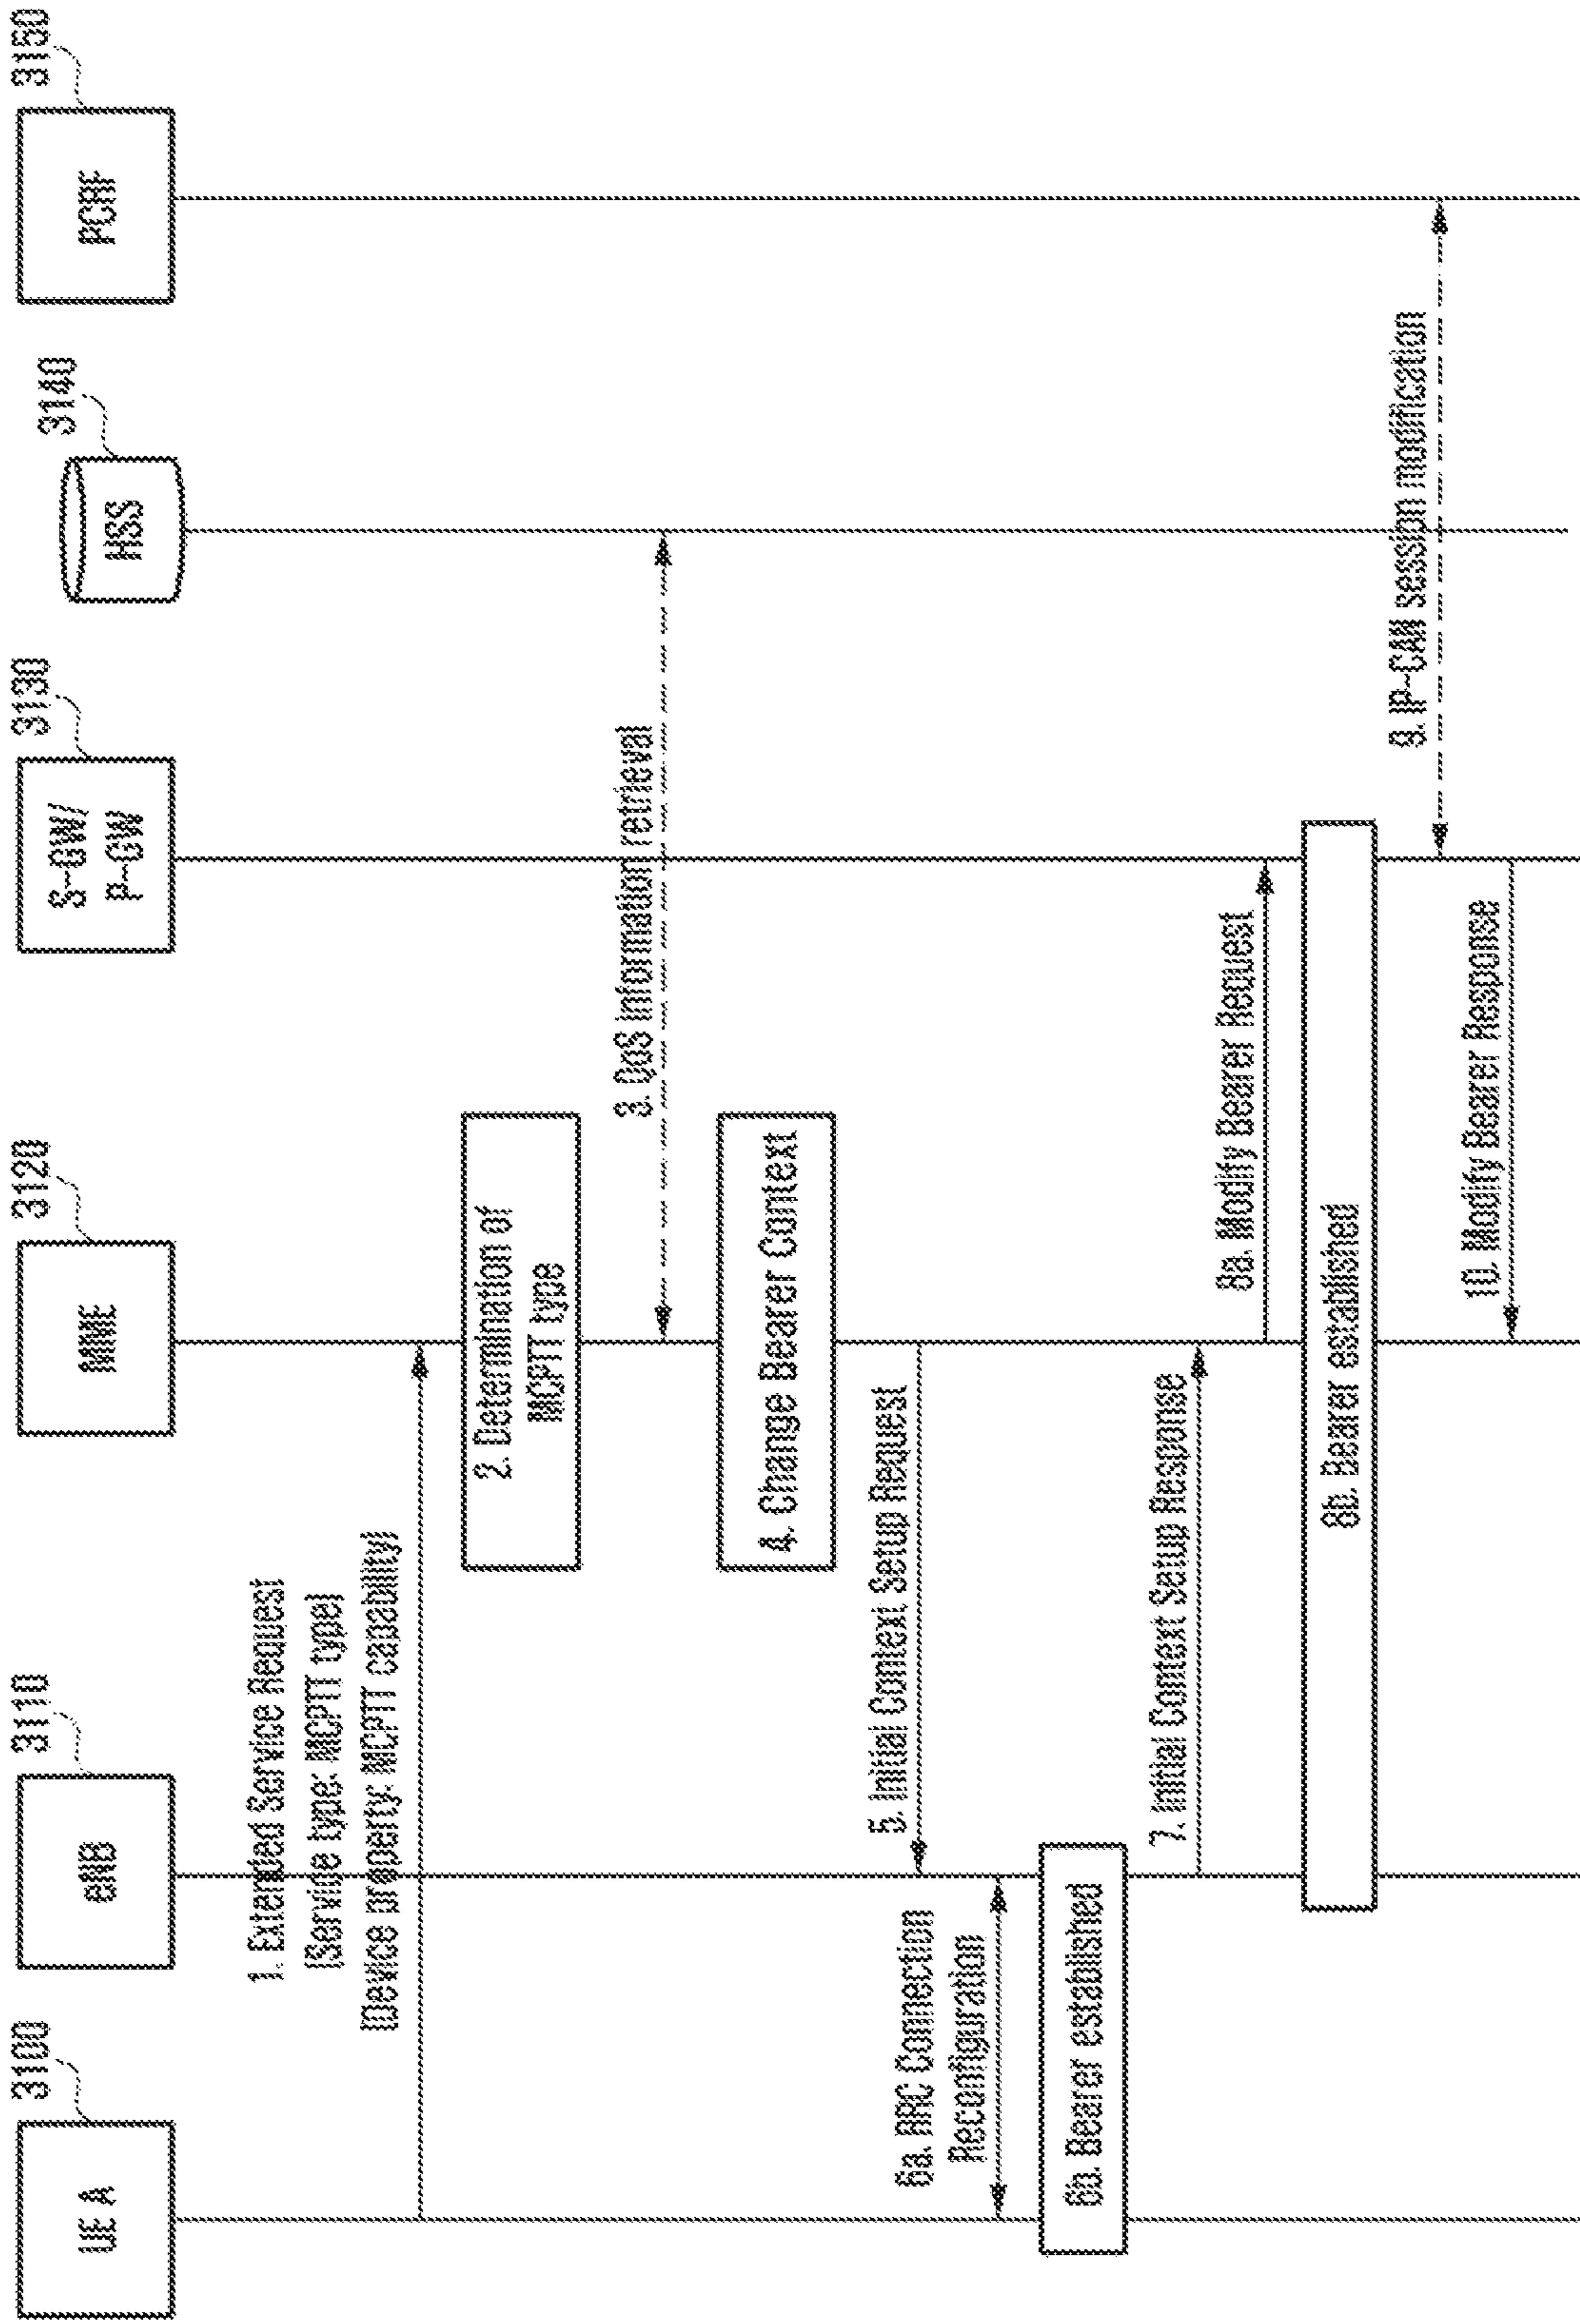 3100
UE A
3110
eNB
3120
MME
3130
S-GW/
P-GW
3140
HSS
3150
PCRF
1. Extended Service Request
(Service type: MCPTT type)
(Device property: MCPTT capability)
2. Determination of
MCPTT type
3. QoS information retrieval
4. Change Bearer Context
5. Initial Context Setup Request
6a. RRC Connection
Reconfiguration
6b. Bearer established
7. Initial Context Setup Response
8a. Modify Bearer Request
8b. Bearer established
9. IP-CAN session modification
10. Modify Bearer Response